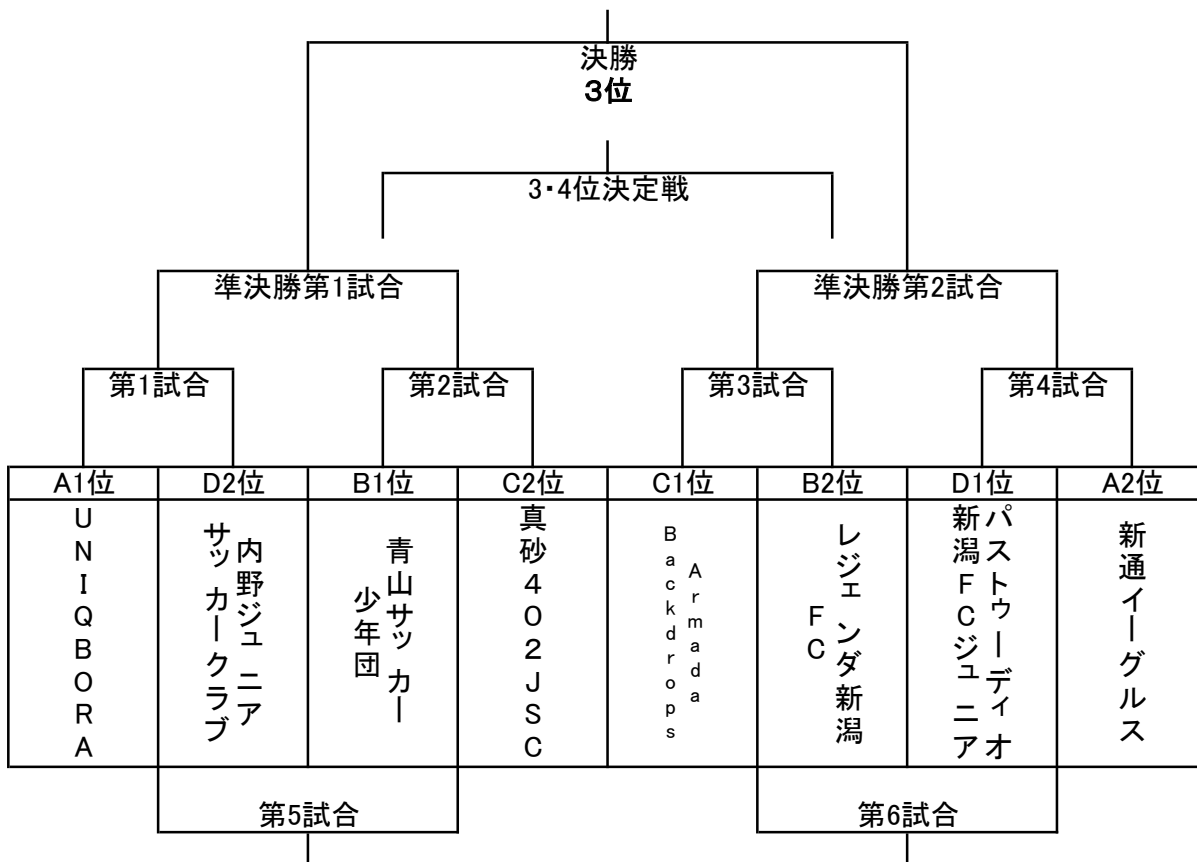 決勝
3位
3・4位決定戦
準決勝第1試合
準決勝第2試合
第1試合
第2試合
第3試合
第4試合
A1位
D2位
B1位
C2位
C1位
B2位
D1位
A2位
UNIQBORA
内野ジュニア
サッカークラブ
青山サッカー
少年団
真砂402JSC
Armada
Backdrops
レジェンダ新潟
FC
パストゥーディオ
新潟FCジュニア
新通イーグルス
第5試合
第6試合